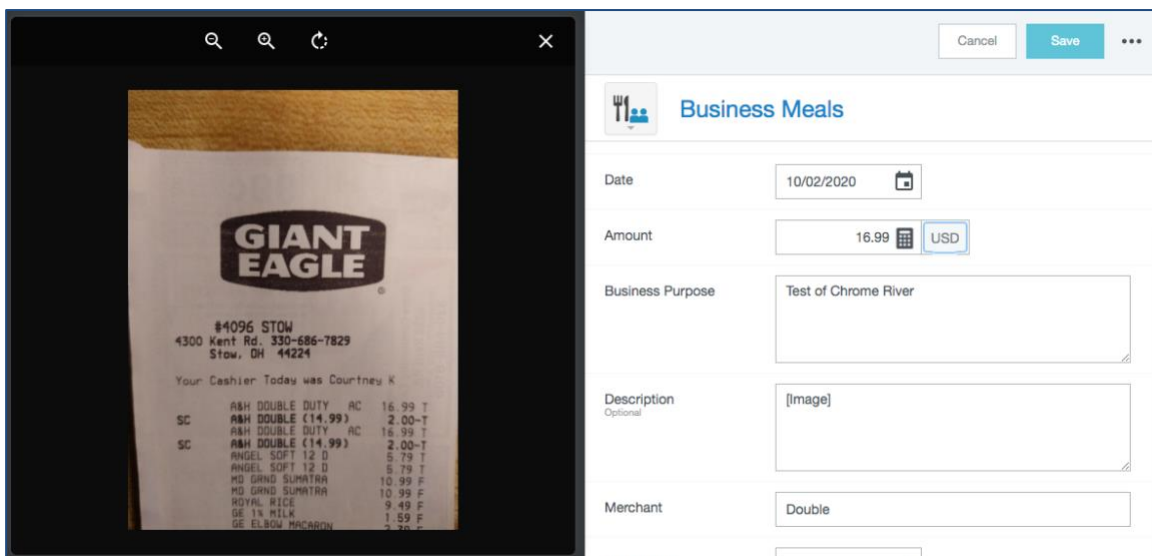 GIANT
EAGLE
#4096 STOW
4300 Kent Rd. 330-686-7829
Stow, OH 44224
Your Cashier Today was Courtney K
A&H DOUBLE DUTY AC 16.99 T
SC A&H DOUBLE (14.99) 2.00-T
A&H DOUBLE DUTY AC 16.99 T
SC A&H DOUBLE (14.99) 2.00-T
ANGEL SOFT 12 D 5.79 T
ANGEL SOFT 12 D 5.79 T
MD GRND SUMATRA 10.99 F
MD GRND SUMATRA 10.99 F
ROYAL RICE 9.49 F
GE 1% MILK 1.59 F
GE ELBOW MACARON
Cancel Save
Business Meals
Date 10/02/2020
Amount 16.99 USD
Business Purpose Test of Chrome River
Description [Image]
Optional
Merchant Double